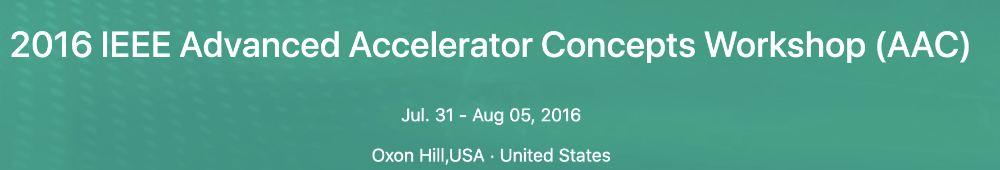 2016 IEEE Advanced Accelerator Concepts Workshop (AAC)
Jul. 31 - Aug 05, 2016
Oxon Hill,USA · United States